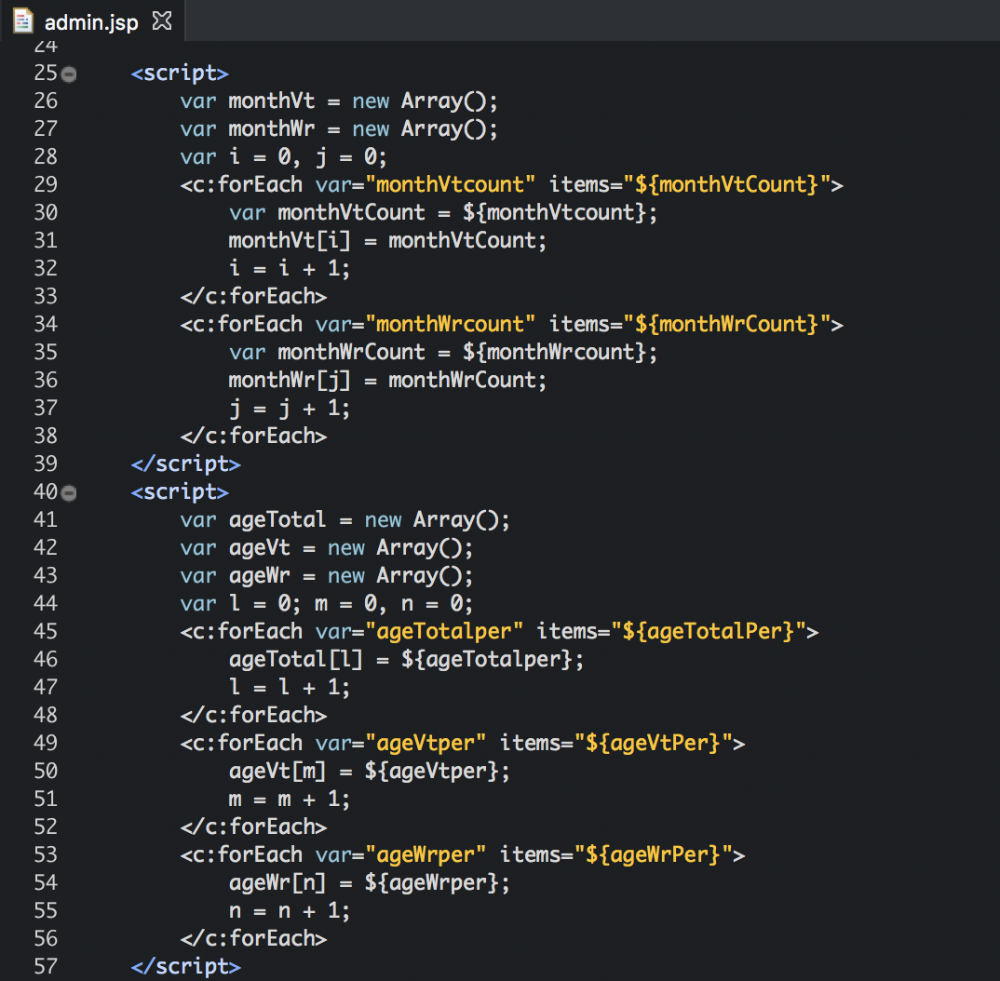 admin.jsp
24
25 <script>
26 var monthVt = new Array();
27 var monthWr = new Array();
28 var i = 0, j = 0;
29 <c:forEach var="monthVtcount" items="${monthVtCount}">
30 var monthVtCount = ${monthVtcount};
31 monthVt[i] = monthVtCount;
32 i = i + 1;
33 </c:forEach>
34 <c:forEach var="monthWrcount" items="${monthWrCount}">
35 var monthWrCount = ${monthWrcount};
36 monthWr[j] = monthWrCount;
37 j = j + 1;
38 </c:forEach>
39 </script>
40 <script>
41 var ageTotal = new Array();
42 var ageVt = new Array();
43 var ageWr = new Array();
44 var l = 0; m = 0, n = 0;
45 <c:forEach var="ageTotalper" items="${ageTotalPer}">
46 ageTotal[l] = ${ageTotalper};
47 l = l + 1;
48 </c:forEach>
49 <c:forEach var="ageVtper" items="${ageVtPer}">
50 ageVt[m] = ${ageVtper};
51 m = m + 1;
52 </c:forEach>
53 <c:forEach var="ageWrper" items="${ageWrPer}">
54 ageWr[n] = ${ageWrper};
55 n = n + 1;
56 </c:forEach>
57 </script>